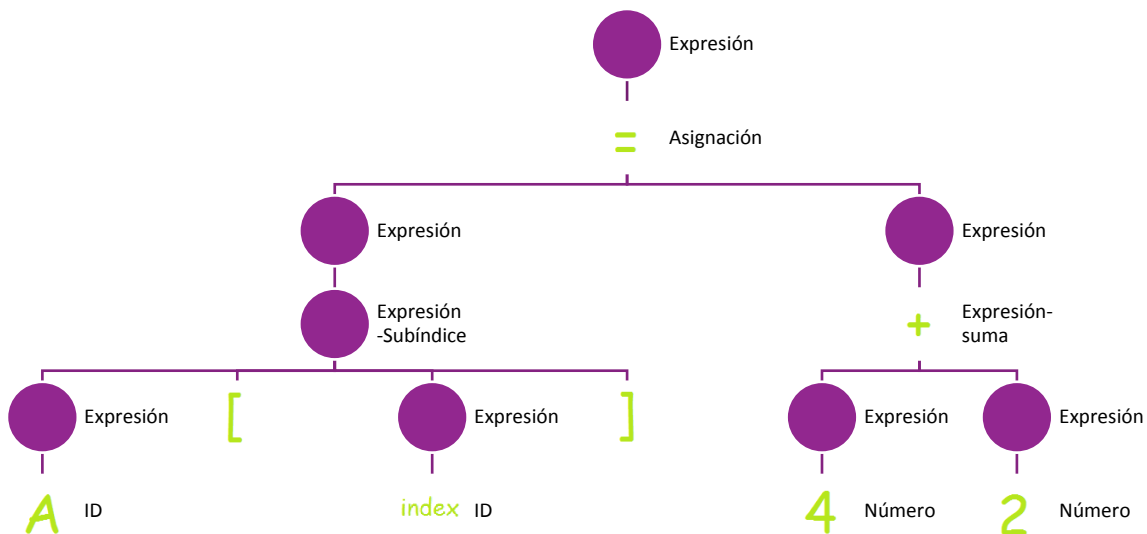 Expresión
= Asignación
Expresión
Expresión
Expresión
-Subíndice
+ Expresión-
suma
Expresión
[
Expresión
]
Expresión
Expresión
A ID
index ID
4 Número
2 Número